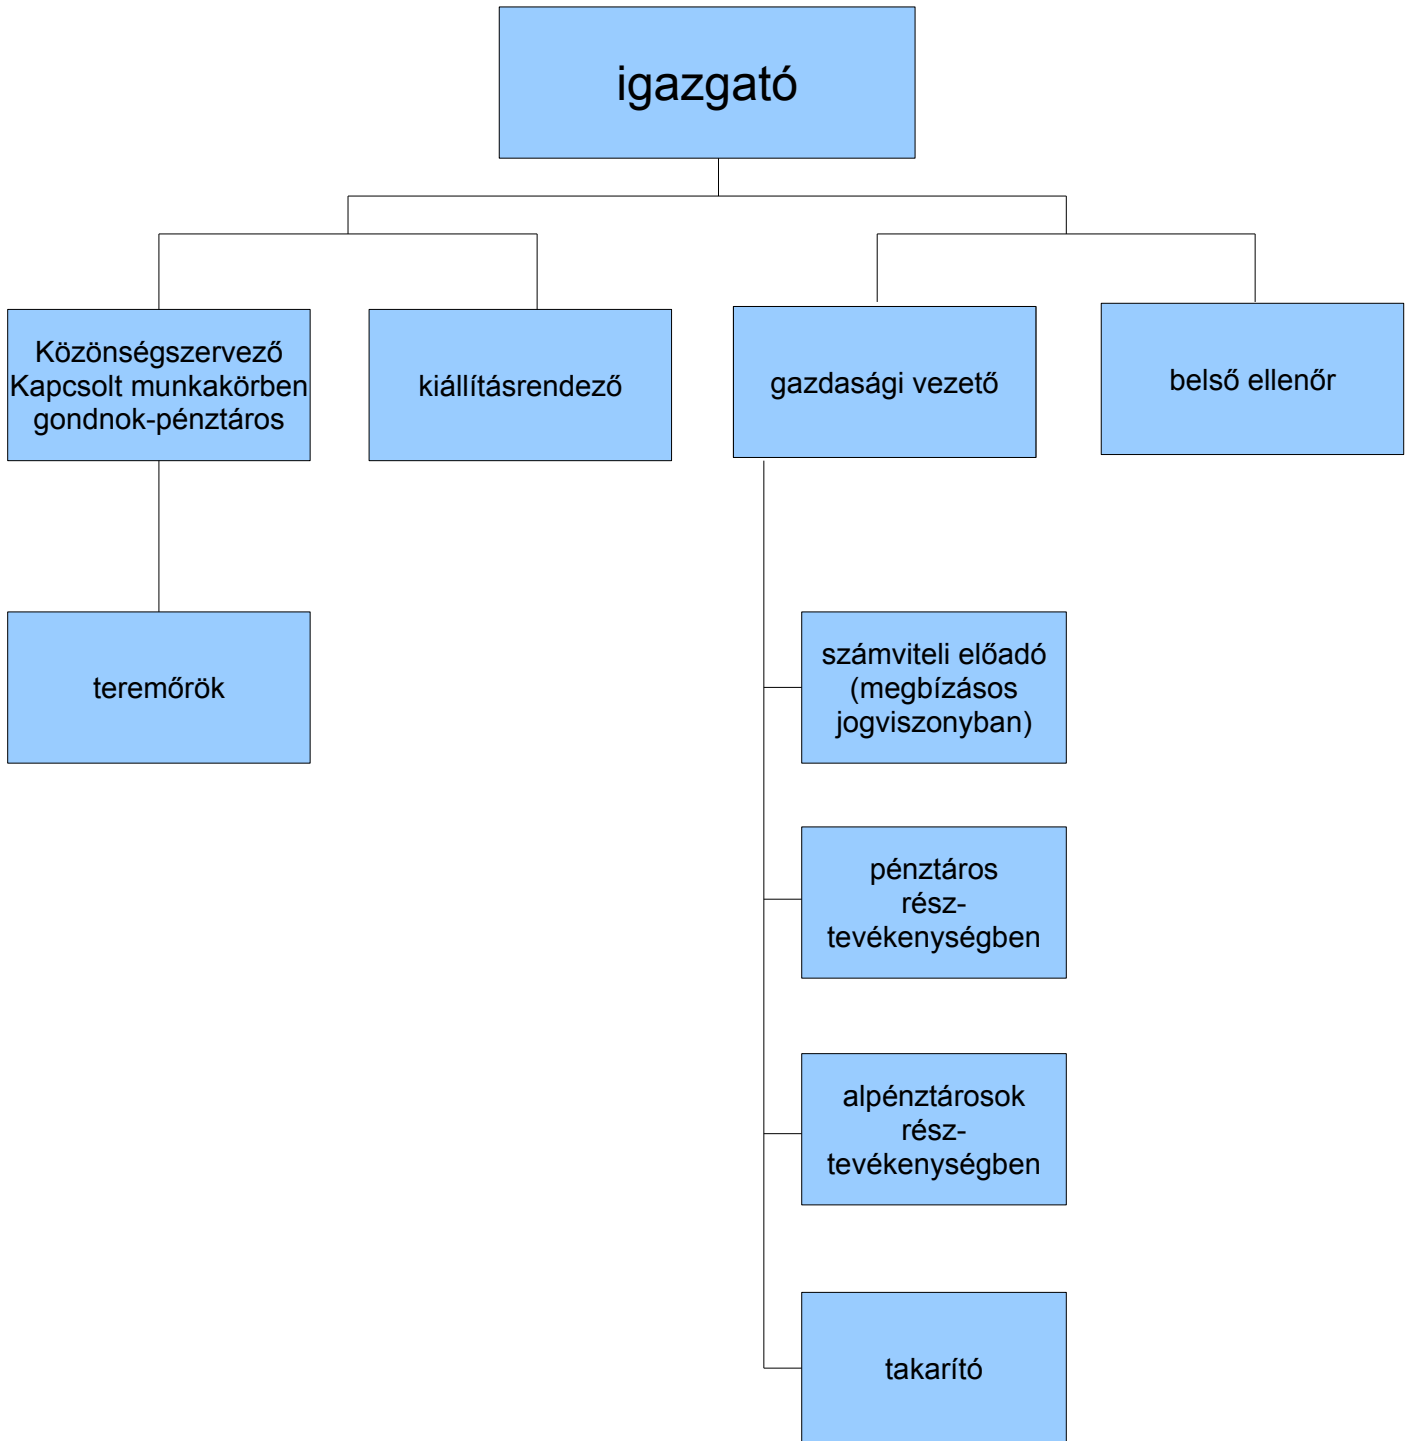 igazgató
Közönségszervező
Kapcsolt munkakörben
gondnok-pénztáros
kiállításrendező
gazdasági vezető
belső ellenőr
teremőrök
számviteli előadó
(megbízásos
jogviszonyban)
pénztáros
rész-
tevékenységben
alpénztárosok
rész-
tevékenységben
takarító